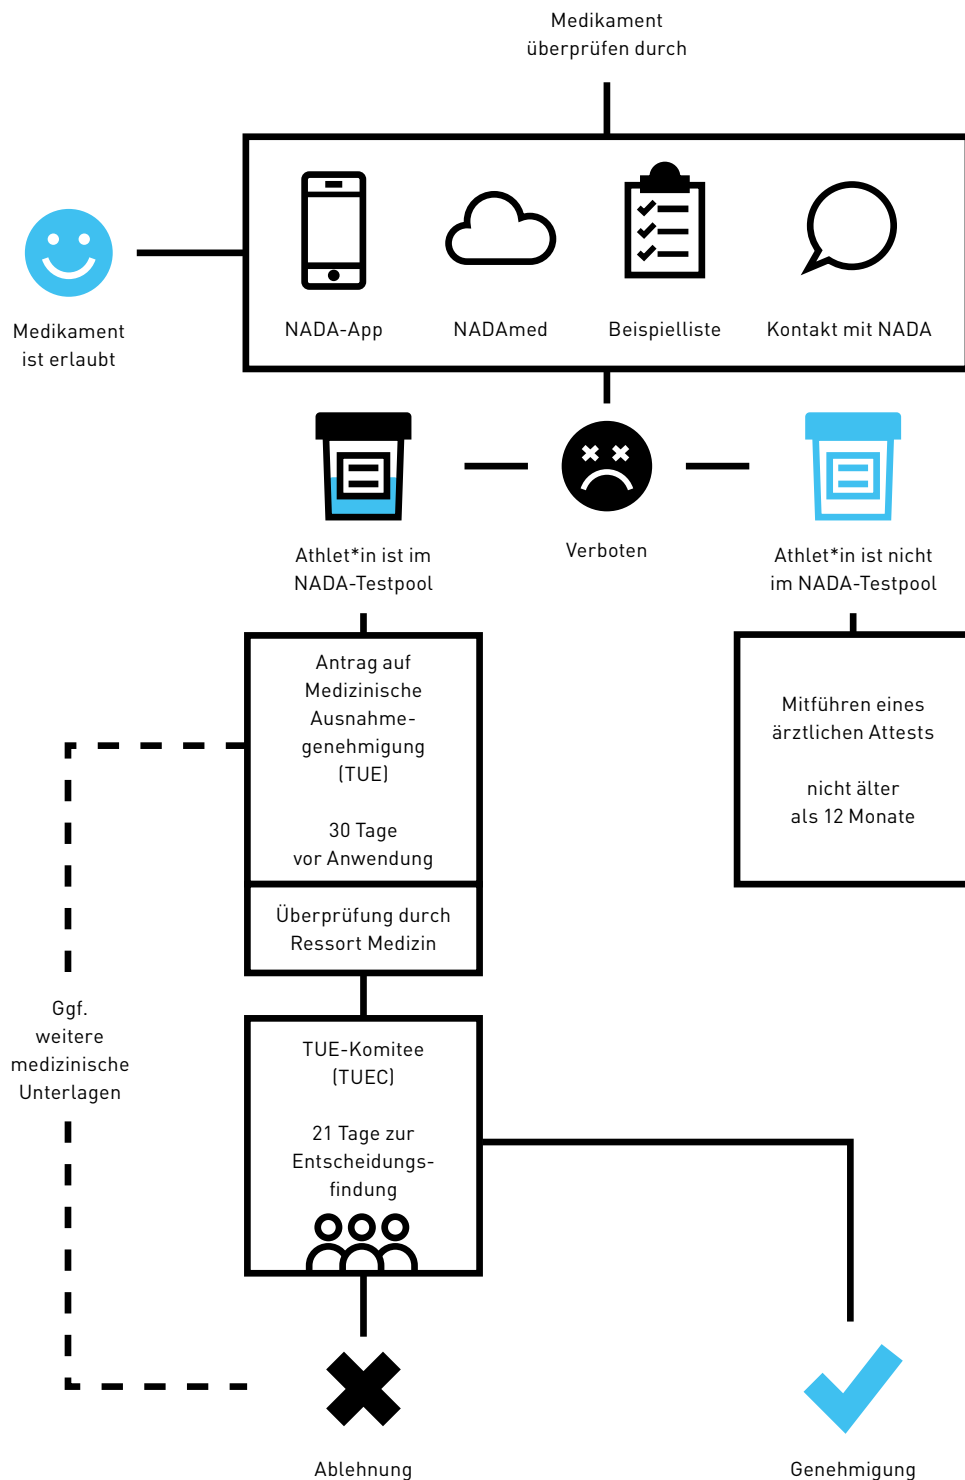 Medikament
überprüfen durch
NADA-App
NADAmed
Beispielliste
Kontakt mit NADA
Medikament
ist erlaubt
Verboten
Athlet*in ist im
NADA-Testpool
Athlet*in ist nicht
im NADA-Testpool
Antrag auf
Medizinische
Ausnahme-
genehmigung
(TUE)
30 Tage
vor Anwendung
Mitführen eines
ärztlichen Attests
nicht älter
als 12 Monate
Überprüfung durch
Ressort Medizin
Ggf.
weitere
medizinische
Unterlagen
TUE-Komitee
(TUEC)
21 Tage zur
Entscheidungs-
findung
Ablehnung
Genehmigung